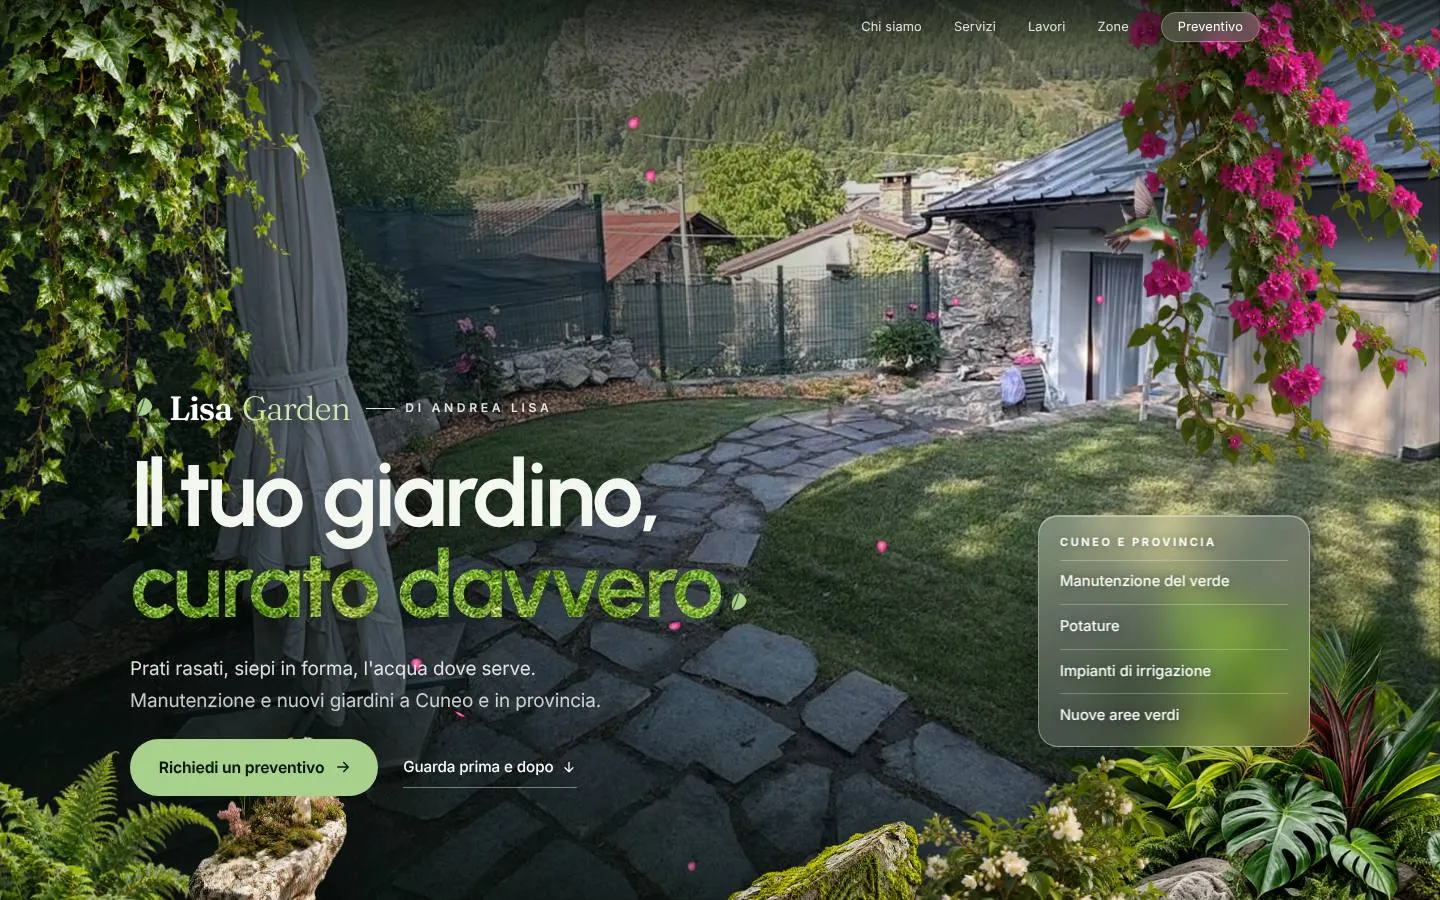 Chi siamo Servizi Lavori Zone Preventivo
Lisa Garden — DI ANDREA LISA
Il tuo giardino,
curato davvero
Prati rasati, siepi in forma, l'acqua dove serve.
Manutenzione e nuovi giardini a Cuneo e in provincia.
Richiedi un preventivo →
Guarda prima e dopo ↓
CUNEO E PROVINCIA
Manutenzione del verde
Potature
Impianti di irrigazione
Nuove aree verdi